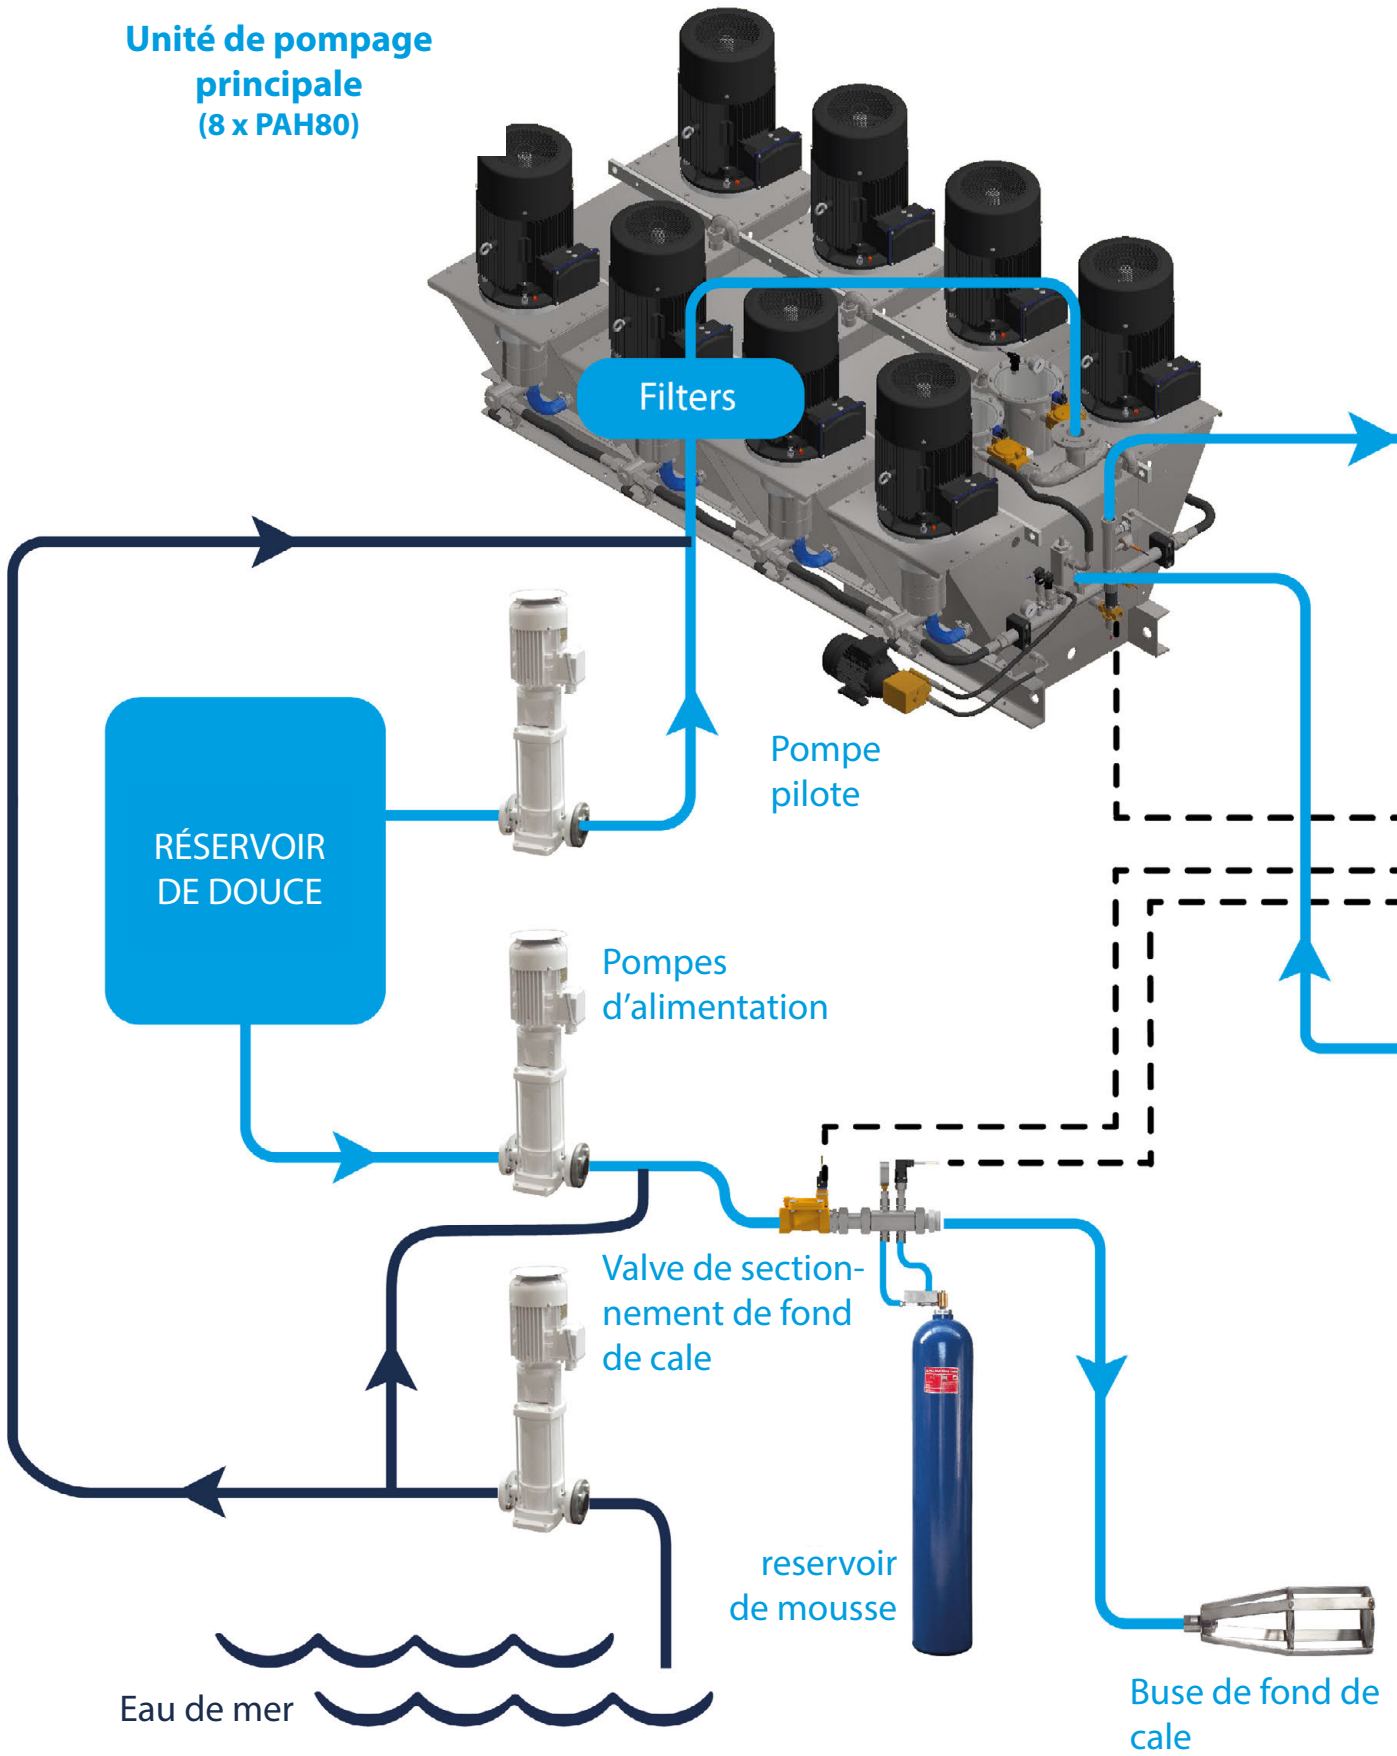 Unité de pompage
principale
(8 x PAH80)
Filters
Pompe
pilote
RÉSERVOIR
DE DOUCE
Pompes
d’alimentation
Valve de section-
nement de fond
de cale
reservoir
de mousse
Eau de mer
Buse de fond de
cale